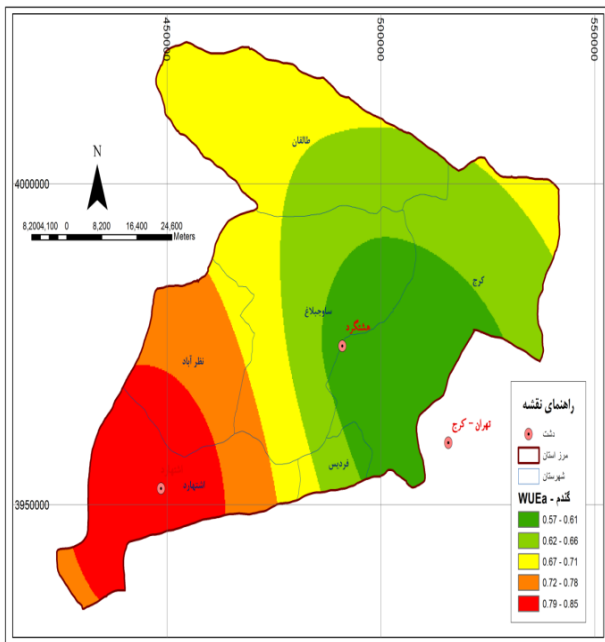 450000
500000
550000
4000000
3950000
N
8,2004,100 0 8,200 16,400 24,600
Meters
طالقان
کرج
ساوجبلاغ
هشتگرد
نظر آباد
تهران - کرج
فردیس
اشتهارد
راهنمای نقشه
دشت
مرز استان
شهرستان
گندم - WUEa
0.57 - 0.61
0.62 - 0.66
0.67 - 0.71
0.72 - 0.78
0.79 - 0.85